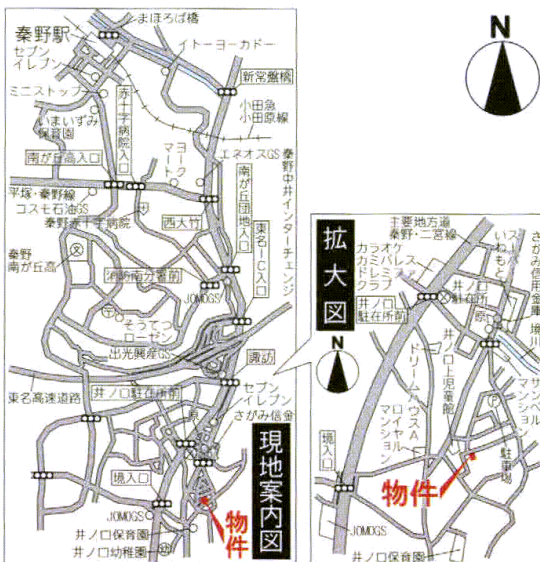 まほろば橋
秦野駅
セブン
イレブン
イトーヨーカドー
新常盤橋
ミニストップ
いまいずみ
保育園
赤十字病院入口
小田急
小田原線
ヨークマート
エネオスGS
南が丘高入口
平塚・秦野線
コスモ石油GS
秦野赤十字病院
西大竹
南が丘団地入口
秦野中井インターチェンジ
東名IC入口
秦野
南が丘高
消防南分署前
JOMOGS
そうてつ
ローゼン
出光興産GS
諏訪
東名高速道路
井ノ口駐在所前
セブン
イレブン
さがみ信金
原
境入口
JOMOGS
物件
井ノ口保育園
井ノ口幼稚園
現地案内図
N
拡大図
N
主要地方道
秦野・二宮線
カラオケ
カミパレス
ドレミファ
クラブ
スーパー
いねもと
さがみ信用金庫
井ノ口
駐在所
井ノ口
駐在所前
原
境川
井ノ口上児童館
ドリームハウスA
ロイヤル
マンション
サンベル
マンション
P
駐車場
境入口
物件
JOMOGS
井ノ口保育園